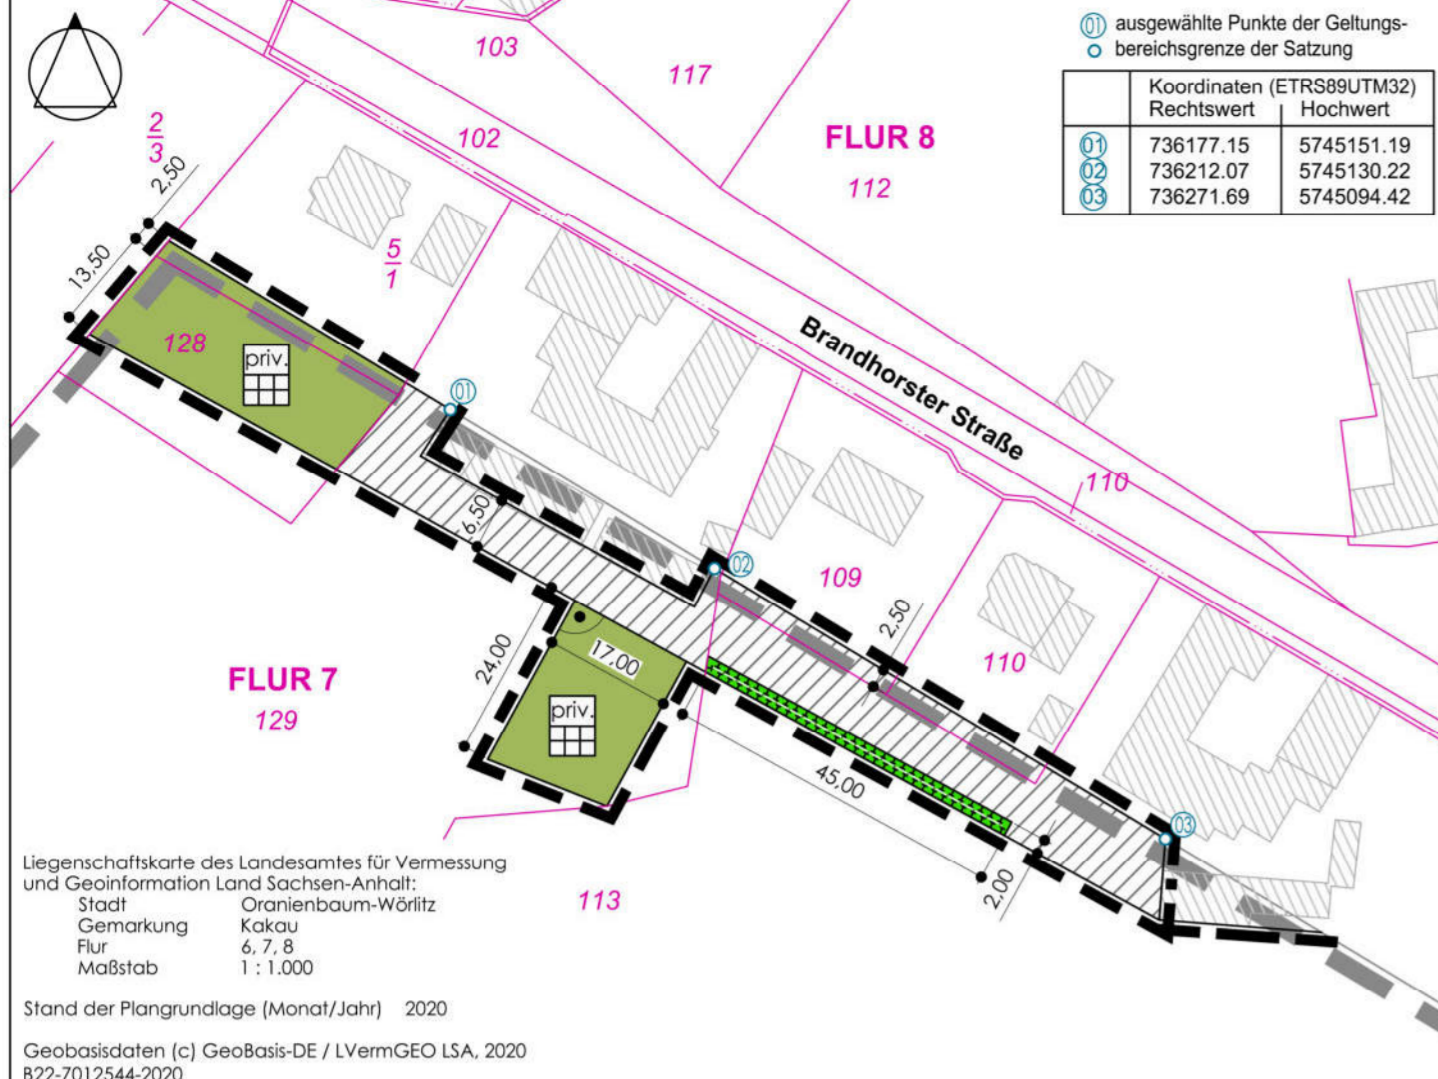 01 ausgewählte Punkte der Geltungs-
bereichsgrenze der Satzung
Koordinaten (ETRS89UTM32)
Rechtswert Hochwert
01 736177.15 5745151.19
02 736212.07 5745130.22
03 736271.69 5745094.42
103
117
2
3
102
FLUR 8
112
2,50
5
1
13,50
128
priv.
01
Brandhorster Straße
110
6,50
02
109
2,50
110
24,00
17,00
FLUR 7
129
priv.
45,00
03
2,00
113
Liegenschaftskarte des Landesamtes für Vermessung
und Geoinformation Land Sachsen-Anhalt:
Stadt Oranienbaum-Wörlitz
Gemarkung Kakau
Flur 6, 7, 8
Maßstab 1 : 1.000
Stand der Plangrundlage (Monat/Jahr) 2020
Geobasisdaten (c) GeoBasis-DE / LVermGEO LSA, 2020
B22-7012544-2020